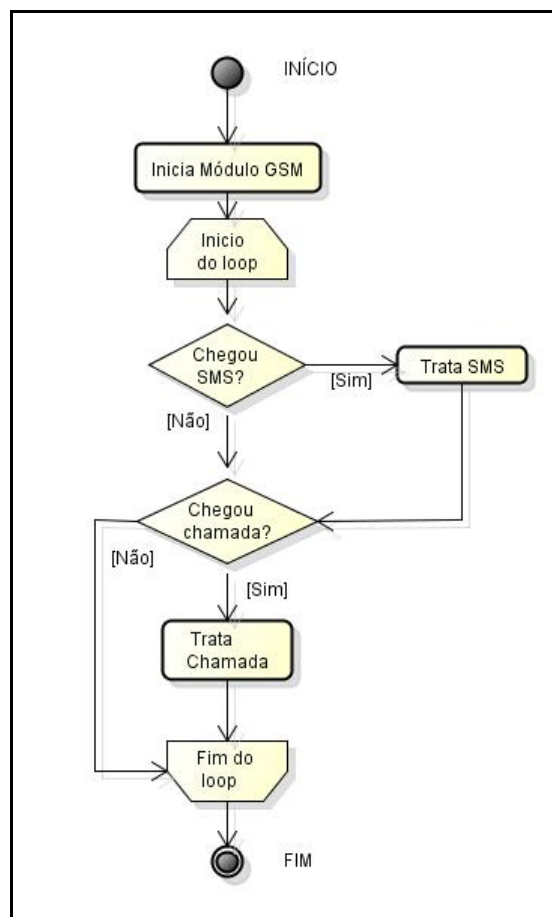 INÍCIO
Inicia Módulo GSM
Inicio
do loop
Chegou
SMS?
[Sim]
Trata SMS
[Não]
Chegou
chamada?
[Não]
[Sim]
Trata
Chamada
Fim do
loop
FIM